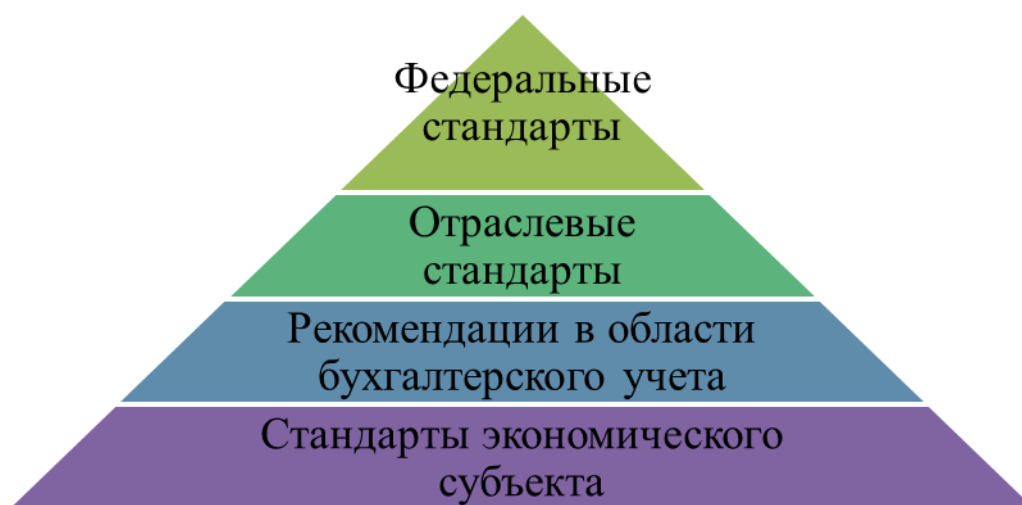 Федеральные
стандарты
Отраслевые
стандарты
Рекомендации в области
бухгалтерского учета
Стандарты экономического
субъекта